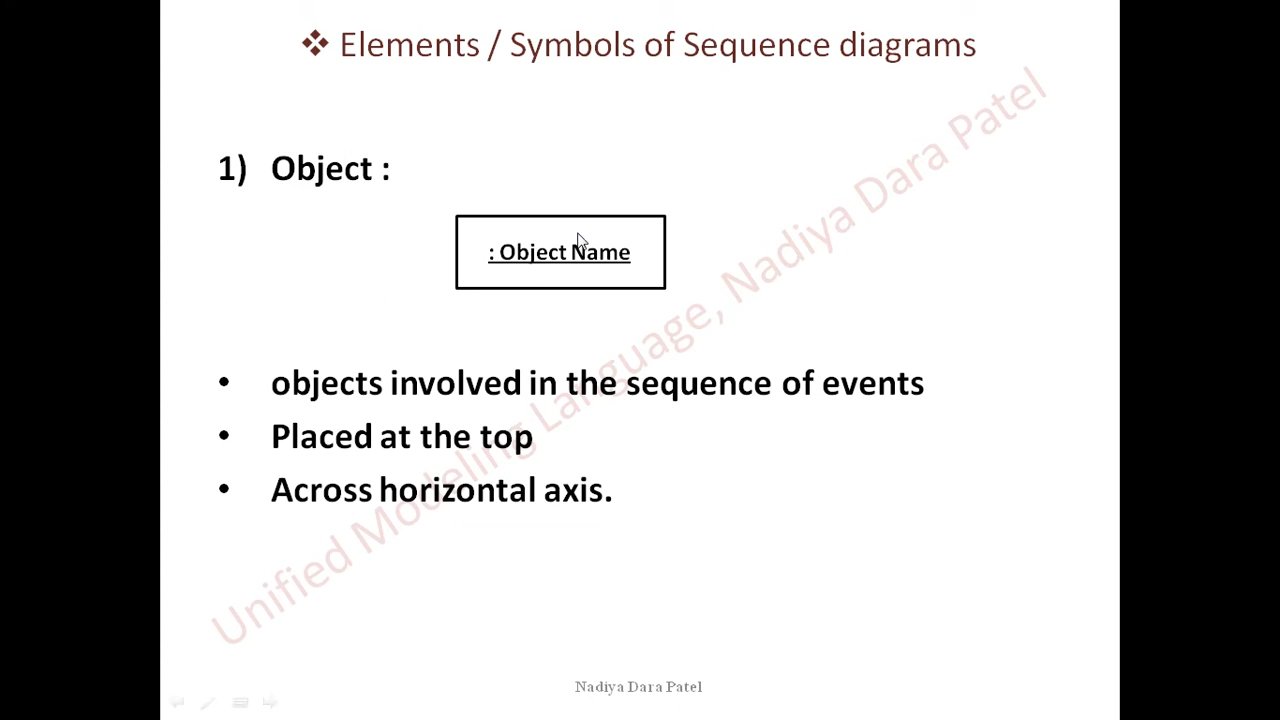 ❖ Elements / Symbols of Sequence diagrams
1) Object :
: Object Name
• objects involved in the sequence of events
• Placed at the top
• Across horizontal axis.
Unified Modeling Language, Nadiya Dara Patel
Nadiya Dara Patel